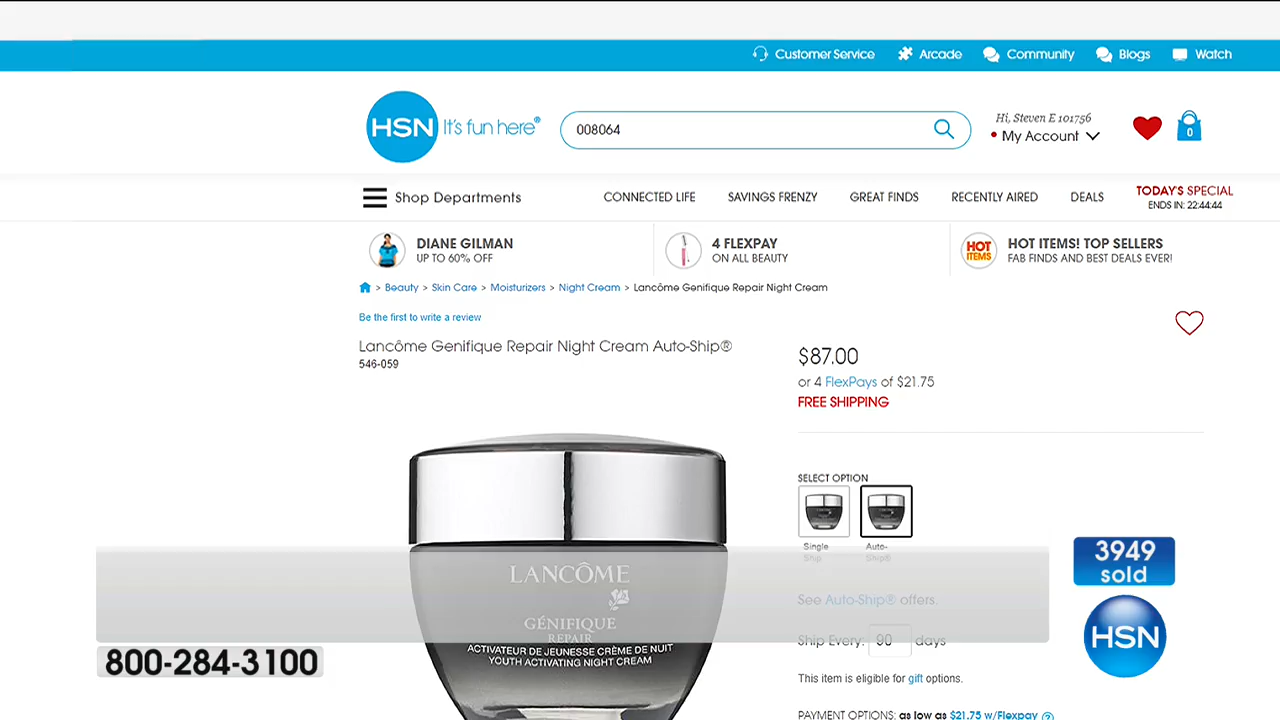 Customer Service
Arcade
Community
Blogs
Watch
HSN It's fun here®
008064
Hi, Steven E 101756
My Account
0
Shop Departments
CONNECTED LIFE
SAVINGS FRENZY
GREAT FINDS
RECENTLY AIRED
DEALS
TODAY'S SPECIAL
ENDS IN: 22:44:44
DIANE GILMAN
UP TO 60% OFF
4 FLEXPAY
ON ALL BEAUTY
HOT
ITEMS
HOT ITEMS! TOP SELLERS
FAB FINDS AND BEST DEALS EVER!
> Beauty > Skin Care > Moisturizers > Night Cream > Lancôme Genifique Repair Night Cream
Be the first to write a review
Lancôme Genifique Repair Night Cream Auto-Ship®
546-059
$87.00
or 4 FlexPays of $21.75
FREE SHIPPING
SELECT OPTION
Single
Ship
Auto-
Ship®
See Auto-Ship® offers.
Ship Every: 90 days
This item is eligible for gift options.
PAYMENT OPTIONS: as low as $21.75 w/Flexpay ?
LANCÔME
GÉNIFIQUE
REPAIR
ACTIVATEUR DE JEUNESSE CRÈME DE NUIT
YOUTH ACTIVATING NIGHT CREAM
3949
sold
HSN
800-284-3100